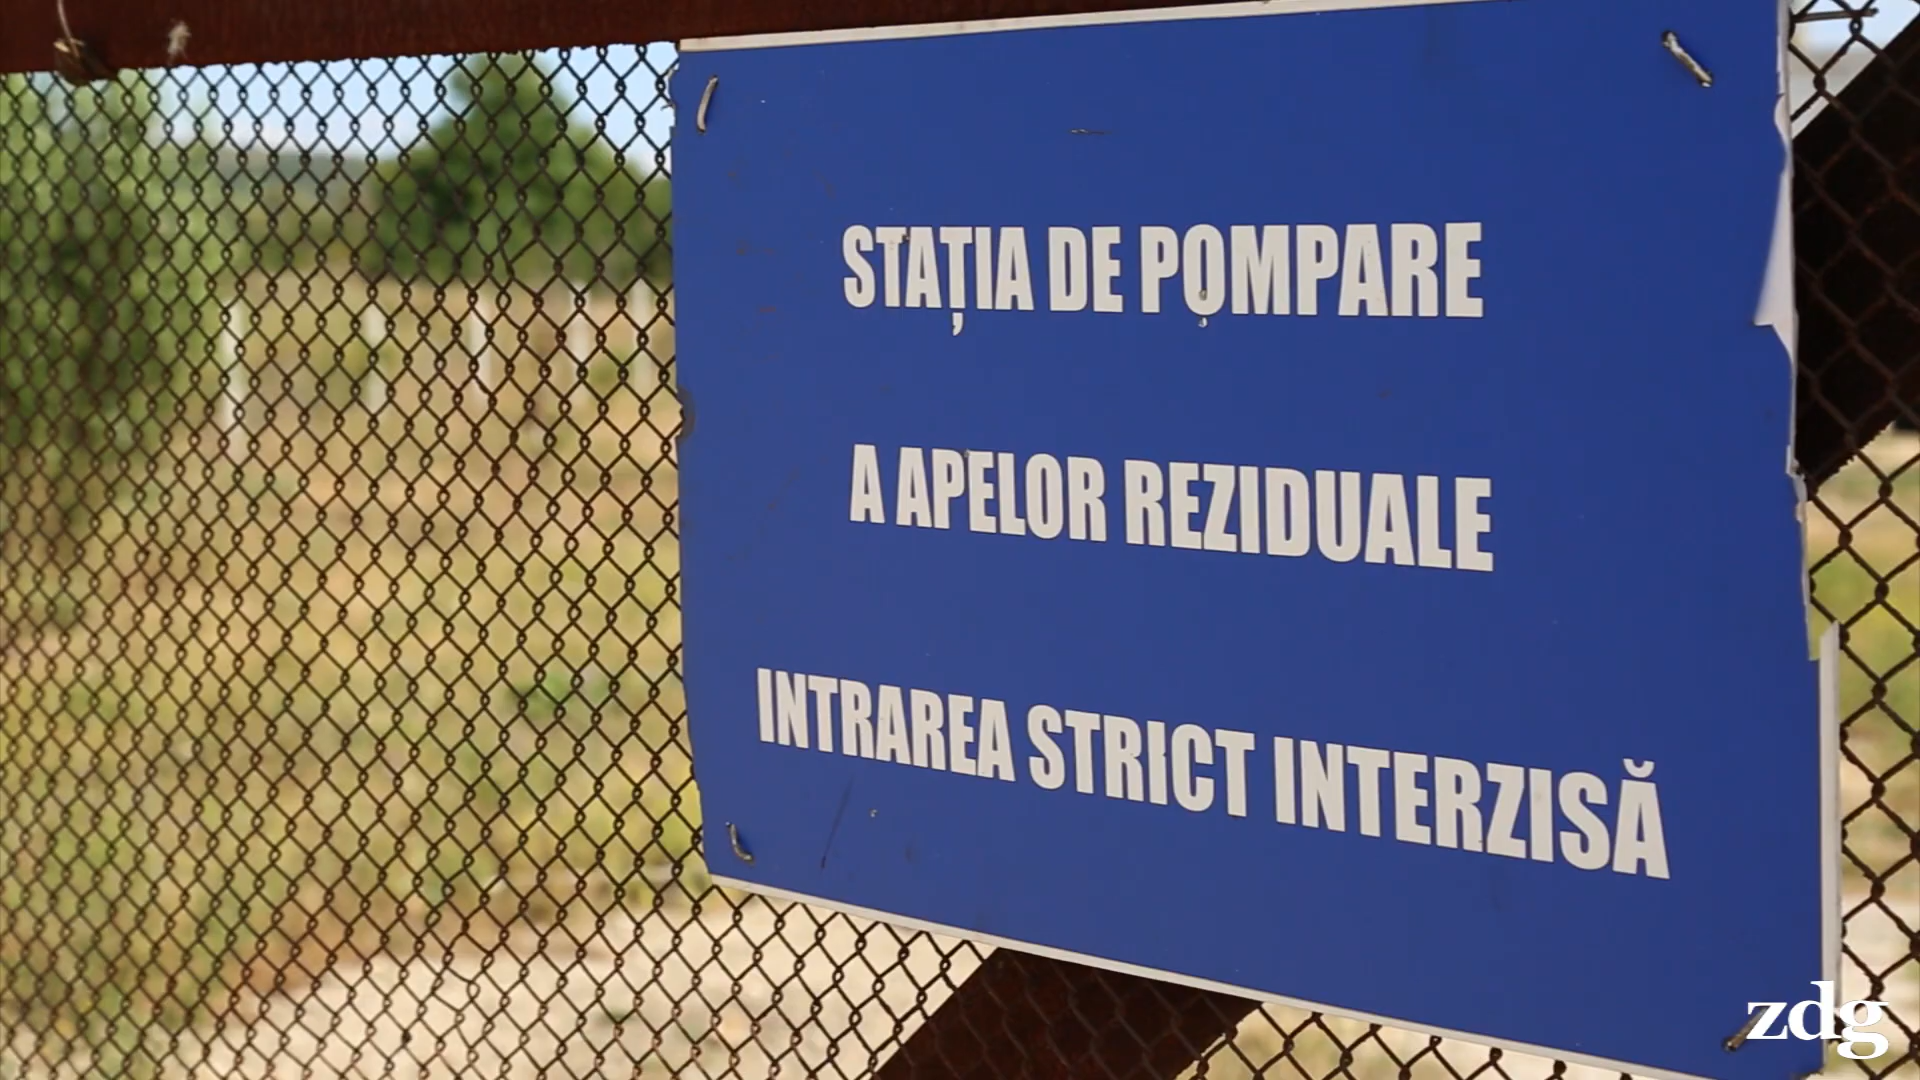 STAȚIA DE POMPARE
A APELOR REZIDUALE
INTRAREA STRICT INTERZISĂ
zdg